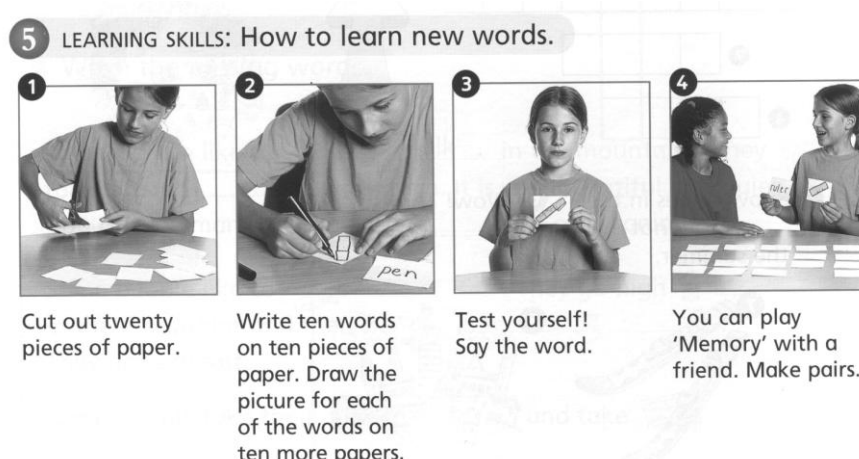 5 LEARNING SKILLS: How to learn new words.
1
2
3
4
pen
ruler
Cut out twenty
pieces of paper.
Write ten words
on ten pieces of
paper. Draw the
picture for each
of the words on
ten more papers.
Test yourself!
Say the word.
You can play
‘Memory’ with a
friend. Make pairs.